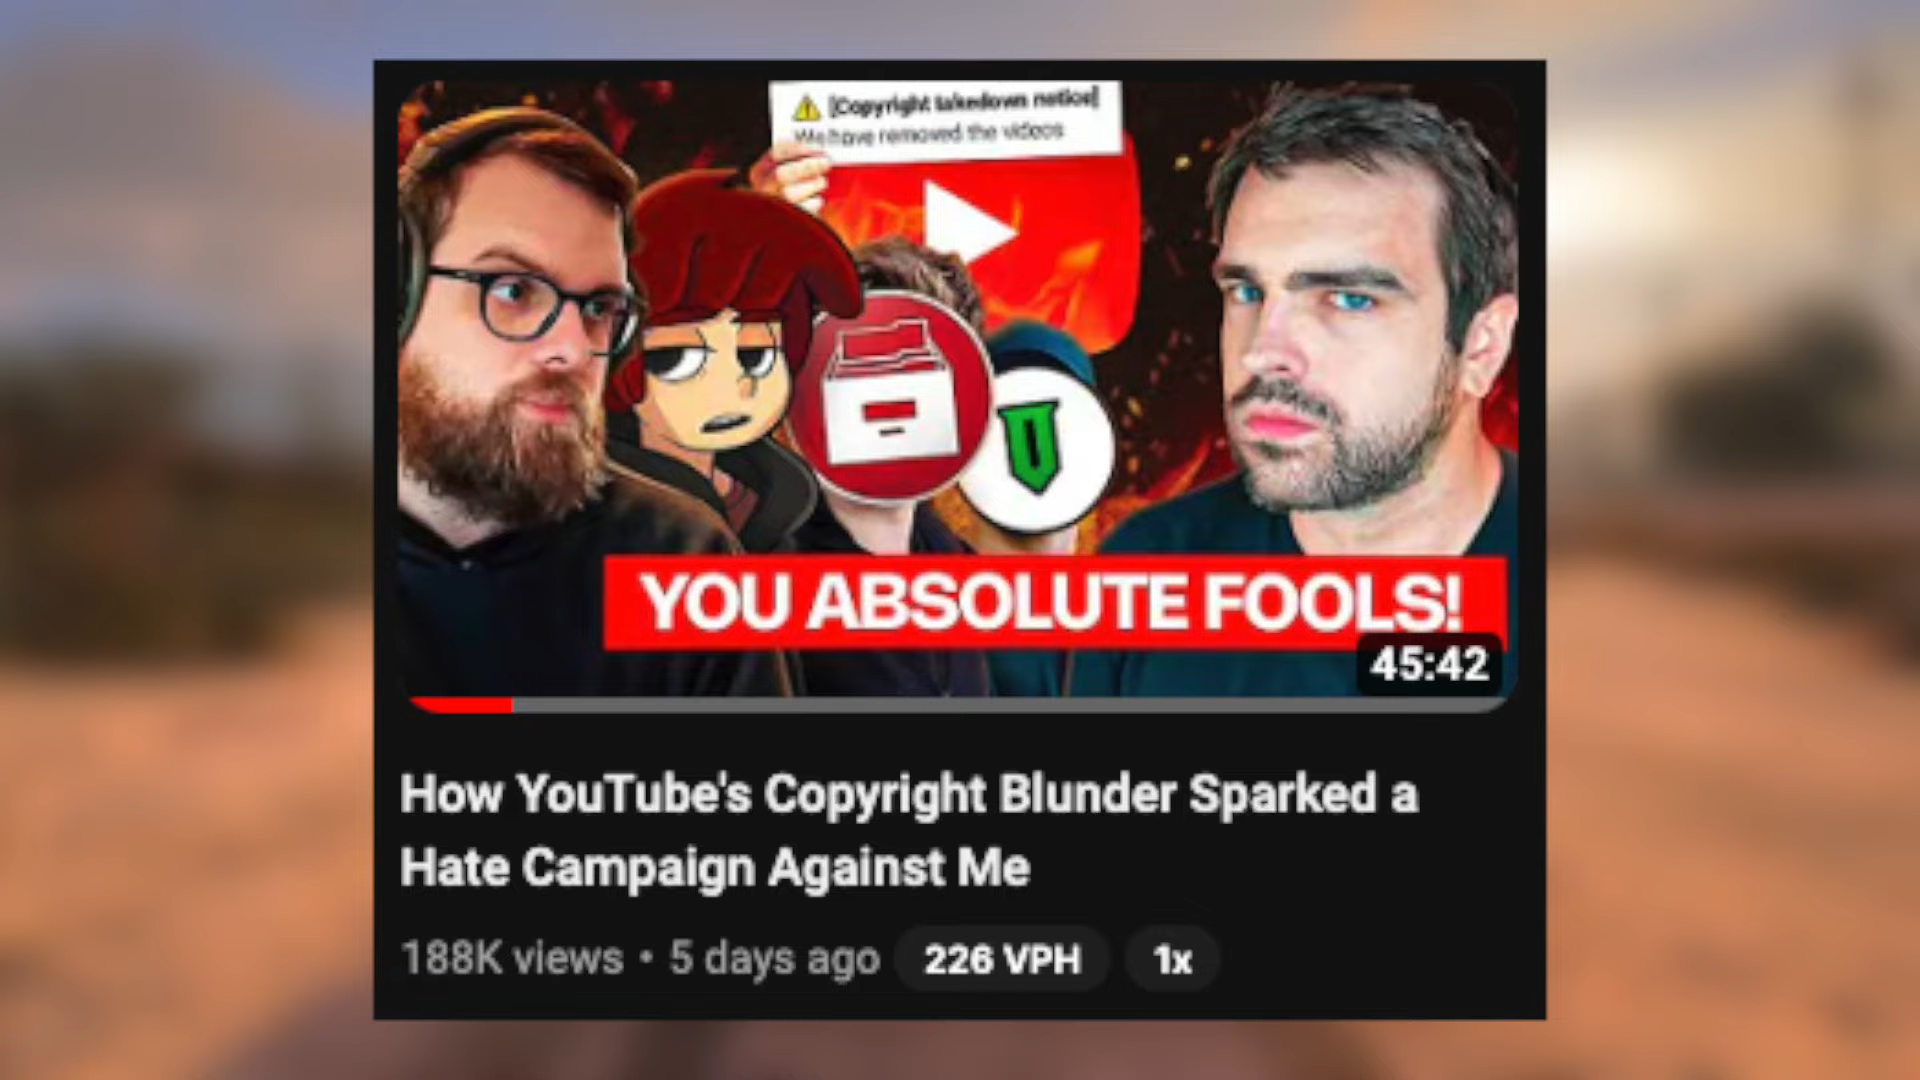 [Copyright takedown notice]
We have removed the videos
YOU ABSOLUTE FOOLS!
45:42
How YouTube's Copyright Blunder Sparked a
Hate Campaign Against Me
188K views • 5 days ago 226 VPH 1x